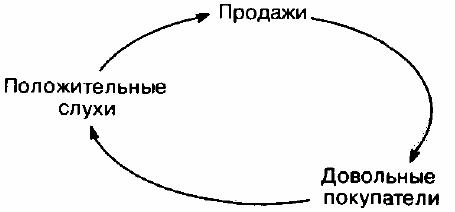 Продажи
Положительные
слухи
Довольные
покупатели